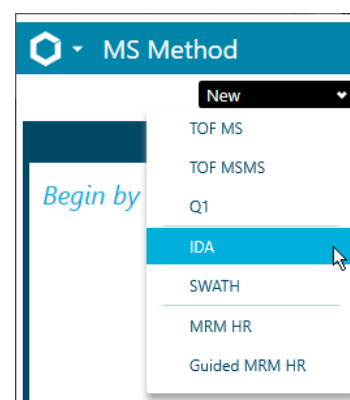 MS Method
New
TOF MS
TOF MSMS
Begin by
Q1
IDA
SWATH
MRM HR
Guided MRM HR